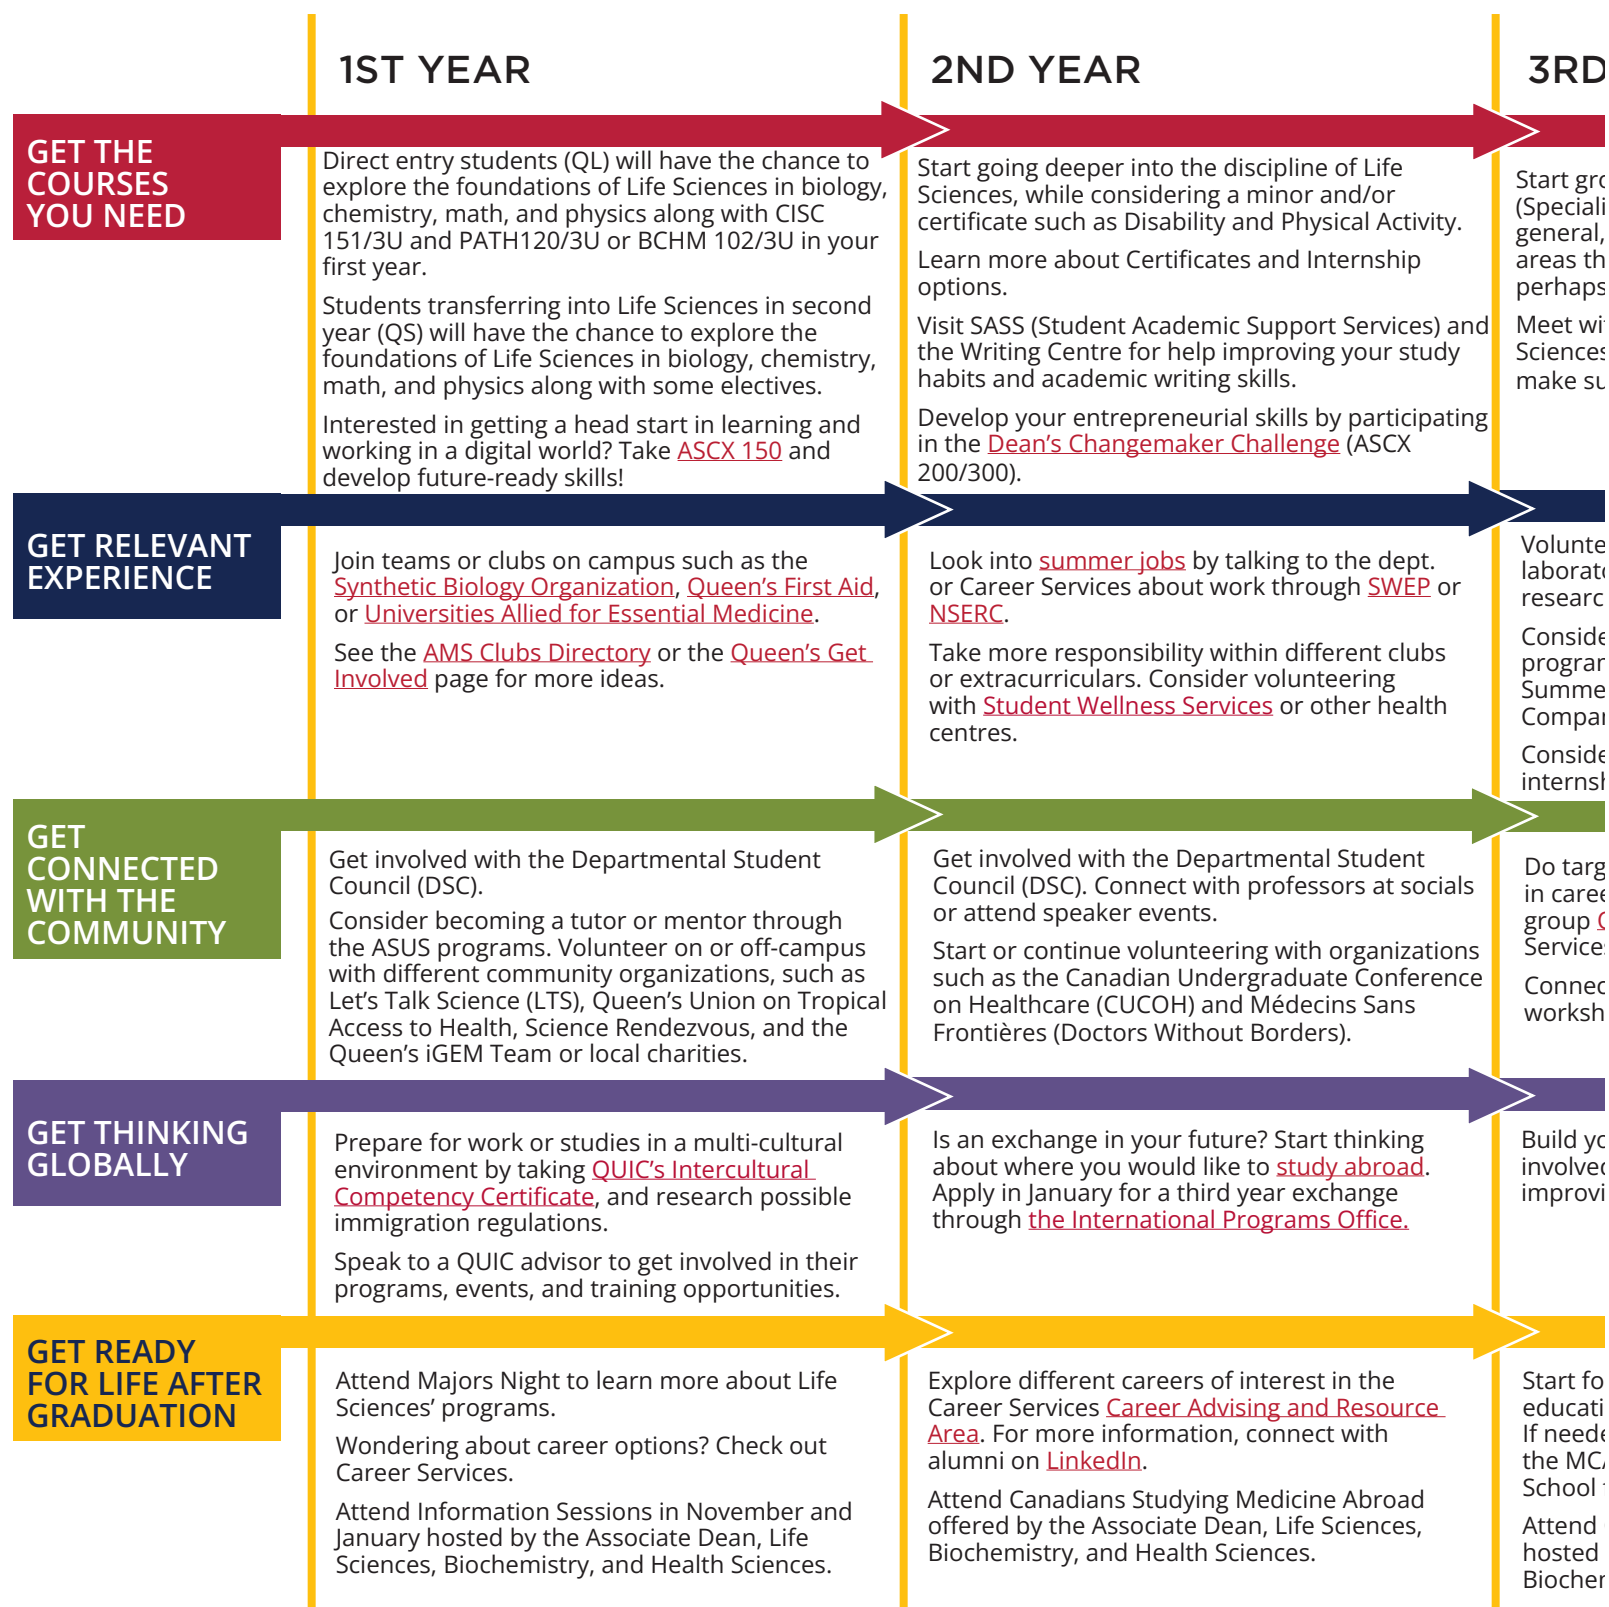 1ST YEAR
2ND YEAR
3RD
GET THE
COURSES
YOU NEED
Direct entry students (QL) will have the chance to
explore the foundations of Life Sciences in biology,
chemistry, math, and physics along with CISC
151/3U and PATH120/3U or BCHM 102/3U in your
first year.
Students transferring into Life Sciences in second
year (QS) will have the chance to explore the
foundations of Life Sciences in biology, chemistry,
math, and physics along with some electives.
Interested in getting a head start in learning and
working in a digital world? Take ASCX 150 and
develop future-ready skills!
Start going deeper into the discipline of Life
Sciences, while considering a minor and/or
certificate such as Disability and Physical Activity.
Learn more about Certificates and Internship
options.
Visit SASS (Student Academic Support Services) and
the Writing Centre for help improving your study
habits and academic writing skills.
Develop your entrepreneurial skills by participating
in the Dean's Changemaker Challenge (ASCX
200/300).
Start
general,
areas
perhaps
Meet
Sciences
make
GET RELEVANT
EXPERIENCE
Join teams or clubs on campus such as the
Synthetic Biology Organization, Queen's First Aid,
or Universities Allied for Essential Medicine.
See the AMS Clubs Directory or the Queen's Get
Involved page for more ideas.
Look into summer jobs by talking to the dept.
or Career Services about work through SWEP or
NSERC.
Take more responsibility within different clubs
or extracurriculars. Consider volunteering
with Student Wellness Services or other health
centres.
GET
CONNECTED
WITH THE
COMMUNITY
Get involved with the Departmental Student
Council (DSC).
Consider becoming a tutor or mentor through
the ASUS programs. Volunteer on or off-campus
with different community organizations, such as
Let's Talk Science (LTS), Queen's Union on Tropical
Access to Health, Science Rendezvous, and the
Queen's iGEM Team or local charities.
Get involved with the Departmental Student
Council (DSC). Connect with professors at socials
or attend speaker events.
Start or continue volunteering with organizations
such as the Canadian Undergraduate Conference
on Healthcare (CUCOH) and Médecins Sans
Frontières (Doctors Without Borders).
Do
in
group
GET THINKING
GLOBALLY
Prepare for work or studies in a multi-cultural
environment by taking QUIC's Intercultural
Competency Certificate, and research possible
immigration regulations.
Speak to a QUIC advisor to get involved in their
programs, events, and training opportunities.
Is an exchange in your future? Start thinking
about where you would like to study abroad.
Apply in January for a third year exchange
through the International Programs Office.
Build
GET READY
FOR LIFE AFTER
GRADUATION
Attend Majors Night to learn more about Life
Sciences' programs.
Wondering about career options? Check out
Career Services.
Attend Information Sessions in November and
January hosted by the Associate Dean, Life
Sciences, Biochemistry, and Health Sciences.
Explore different careers of interest in the
Career Services Career Advising and Resource
Area. For more information, connect with
alumni on LinkedIn.
Attend Canadians Studying Medicine Abroad
offered by the Associate Dean, Life Sciences,
Biochemistry, and Health Sciences.
Start
If
the
School
Attend
hosted